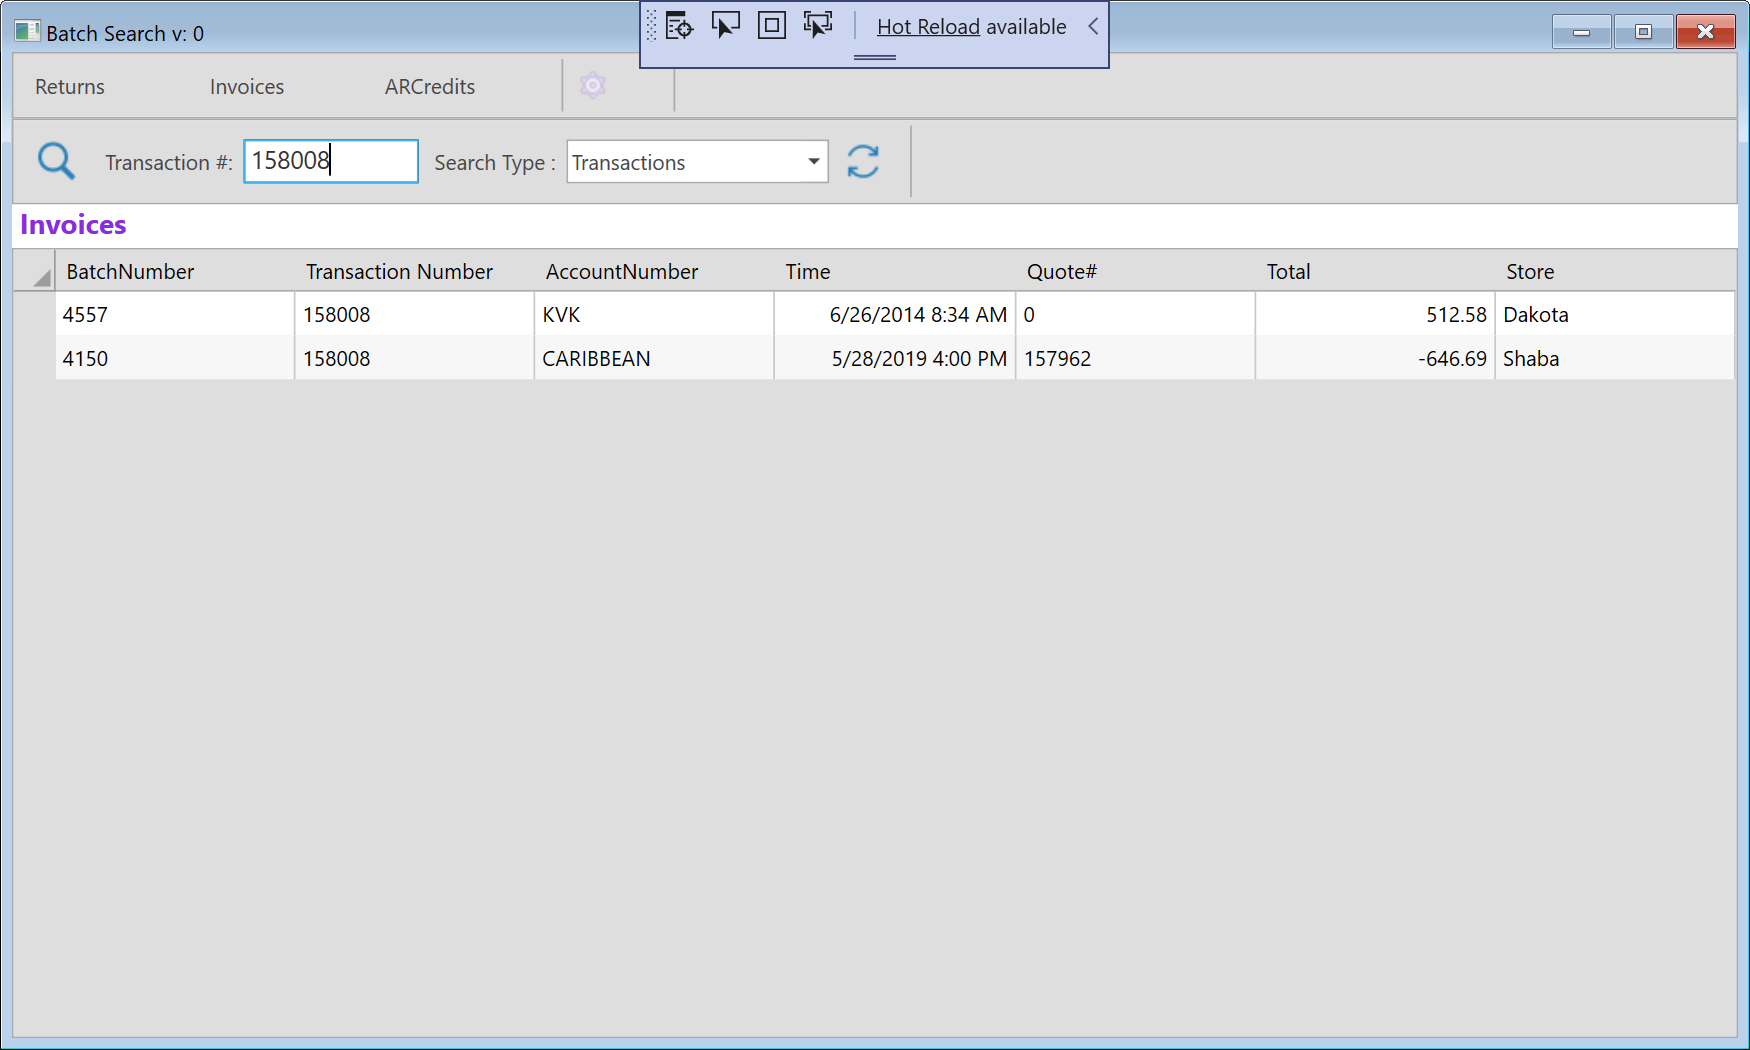 Batch Search v: 0
Hot Reload available
Returns Invoices ARCredits
Transaction #: 158008 Search Type : Transactions
Invoices
BatchNumber Transaction Number AccountNumber Time Quote# Total Store
4557 158008 KVK 6/26/2014 8:34 AM 0 512.58 Dakota
4150 158008 CARIBBEAN 5/28/2019 4:00 PM 157962 -646.69 Shaba